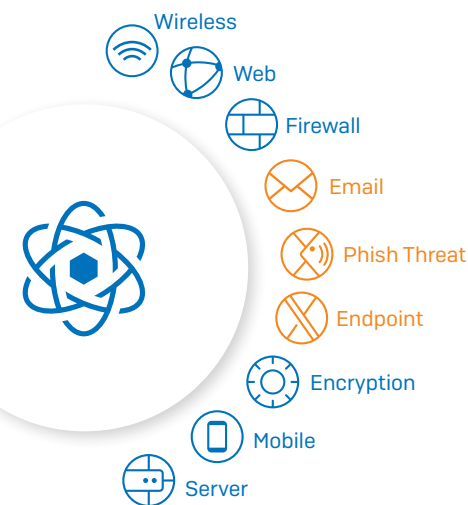 Wireless
Web
Firewall
Email
Phish Threat
Endpoint
Encryption
Mobile
Server